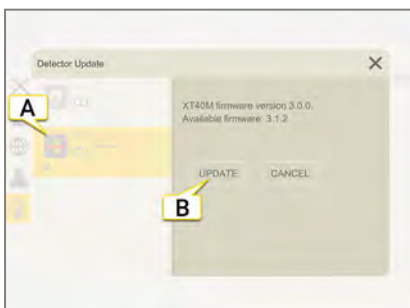 Detector Update
A
XT40M firmware version 3.0.0.
Available firmware: 3.1.2
UPDATE CANCEL
B